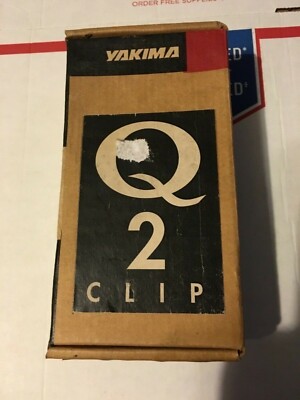 ORDER FREE SUPPLIES
YAKIMA
Q
2
CLIP